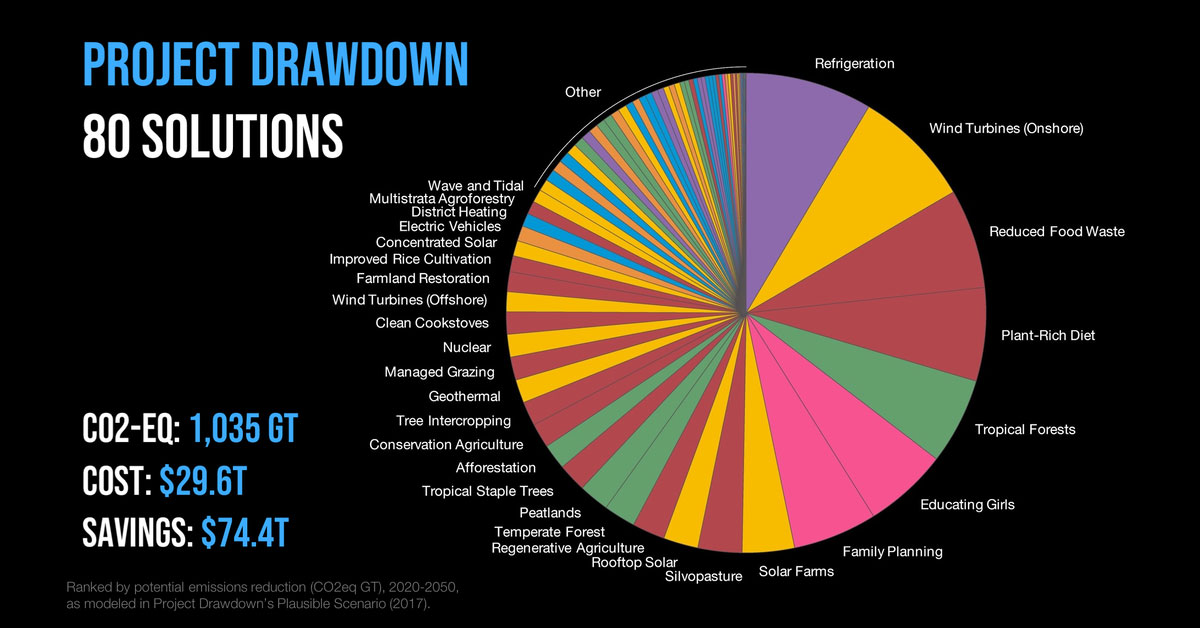 PROJECT DRAWDOWN
80 SOLUTIONS
CO2-EQ: 1,035 GT
COST: $29.6T
SAVINGS: $74.4T
Ranked by potential emissions reduction (CO2eq GT), 2020-2050,
as modeled in Project Drawdown's Plausible Scenario (2017).
Refrigeration
Wind Turbines (Onshore)
Reduced Food Waste
Plant-Rich Diet
Tropical Forests
Educating Girls
Family Planning
Solar Farms
Silvopasture
Rooftop Solar
Regenerative Agriculture
Temperate Forest
Peatlands
Tropical Staple Trees
Afforestation
Conservation Agriculture
Tree Intercropping
Geothermal
Managed Grazing
Nuclear
Clean Cookstoves
Wind Turbines (Offshore)
Farmland Restoration
Improved Rice Cultivation
Concentrated Solar
Electric Vehicles
District Heating
Multistrata Agroforestry
Wave and Tidal
Other